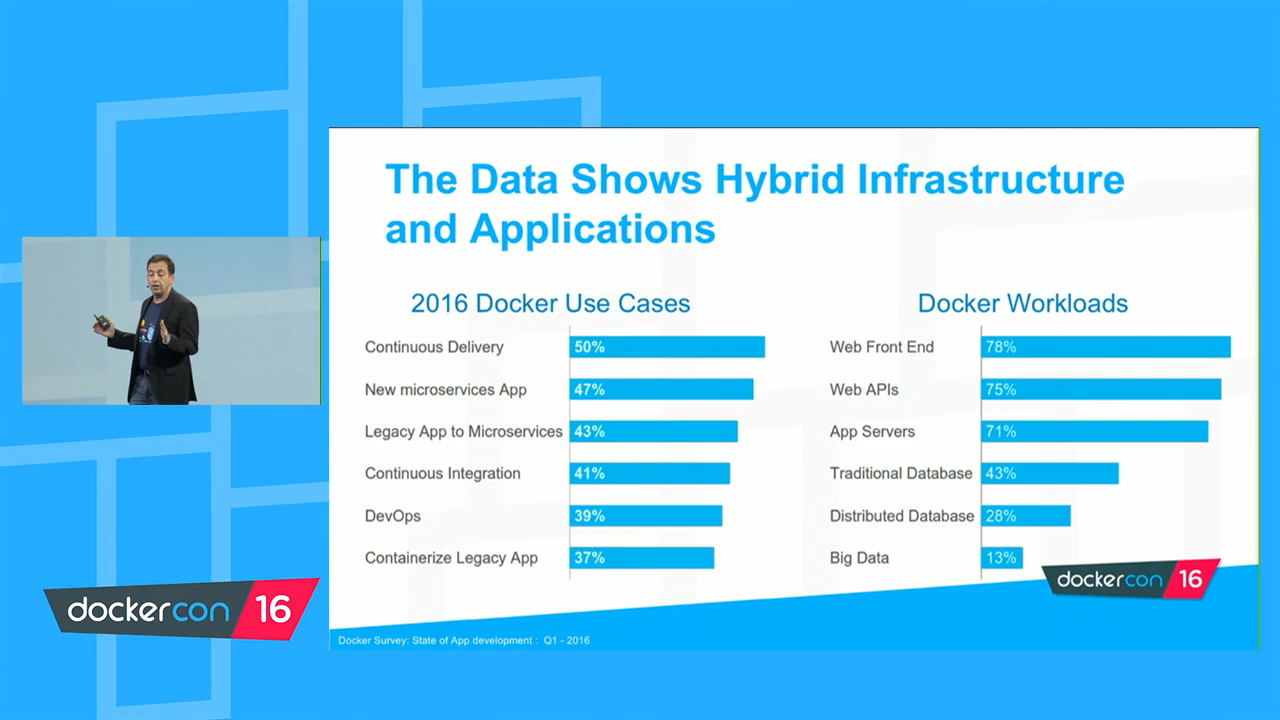 The Data Shows Hybrid Infrastructure
and Applications
2016 Docker Use Cases
Continuous Delivery 50%
New microservices App 47%
Legacy App to Microservices 43%
Continuous Integration 41%
DevOps 39%
Containerize Legacy App 37%
Docker Workloads
Web Front End 78%
Web APIs 75%
App Servers 71%
Traditional Database 43%
Distributed Database 28%
Big Data 13%
dockercon 16
Docker Survey: State of App development : Q1 - 2016
dockercon 16